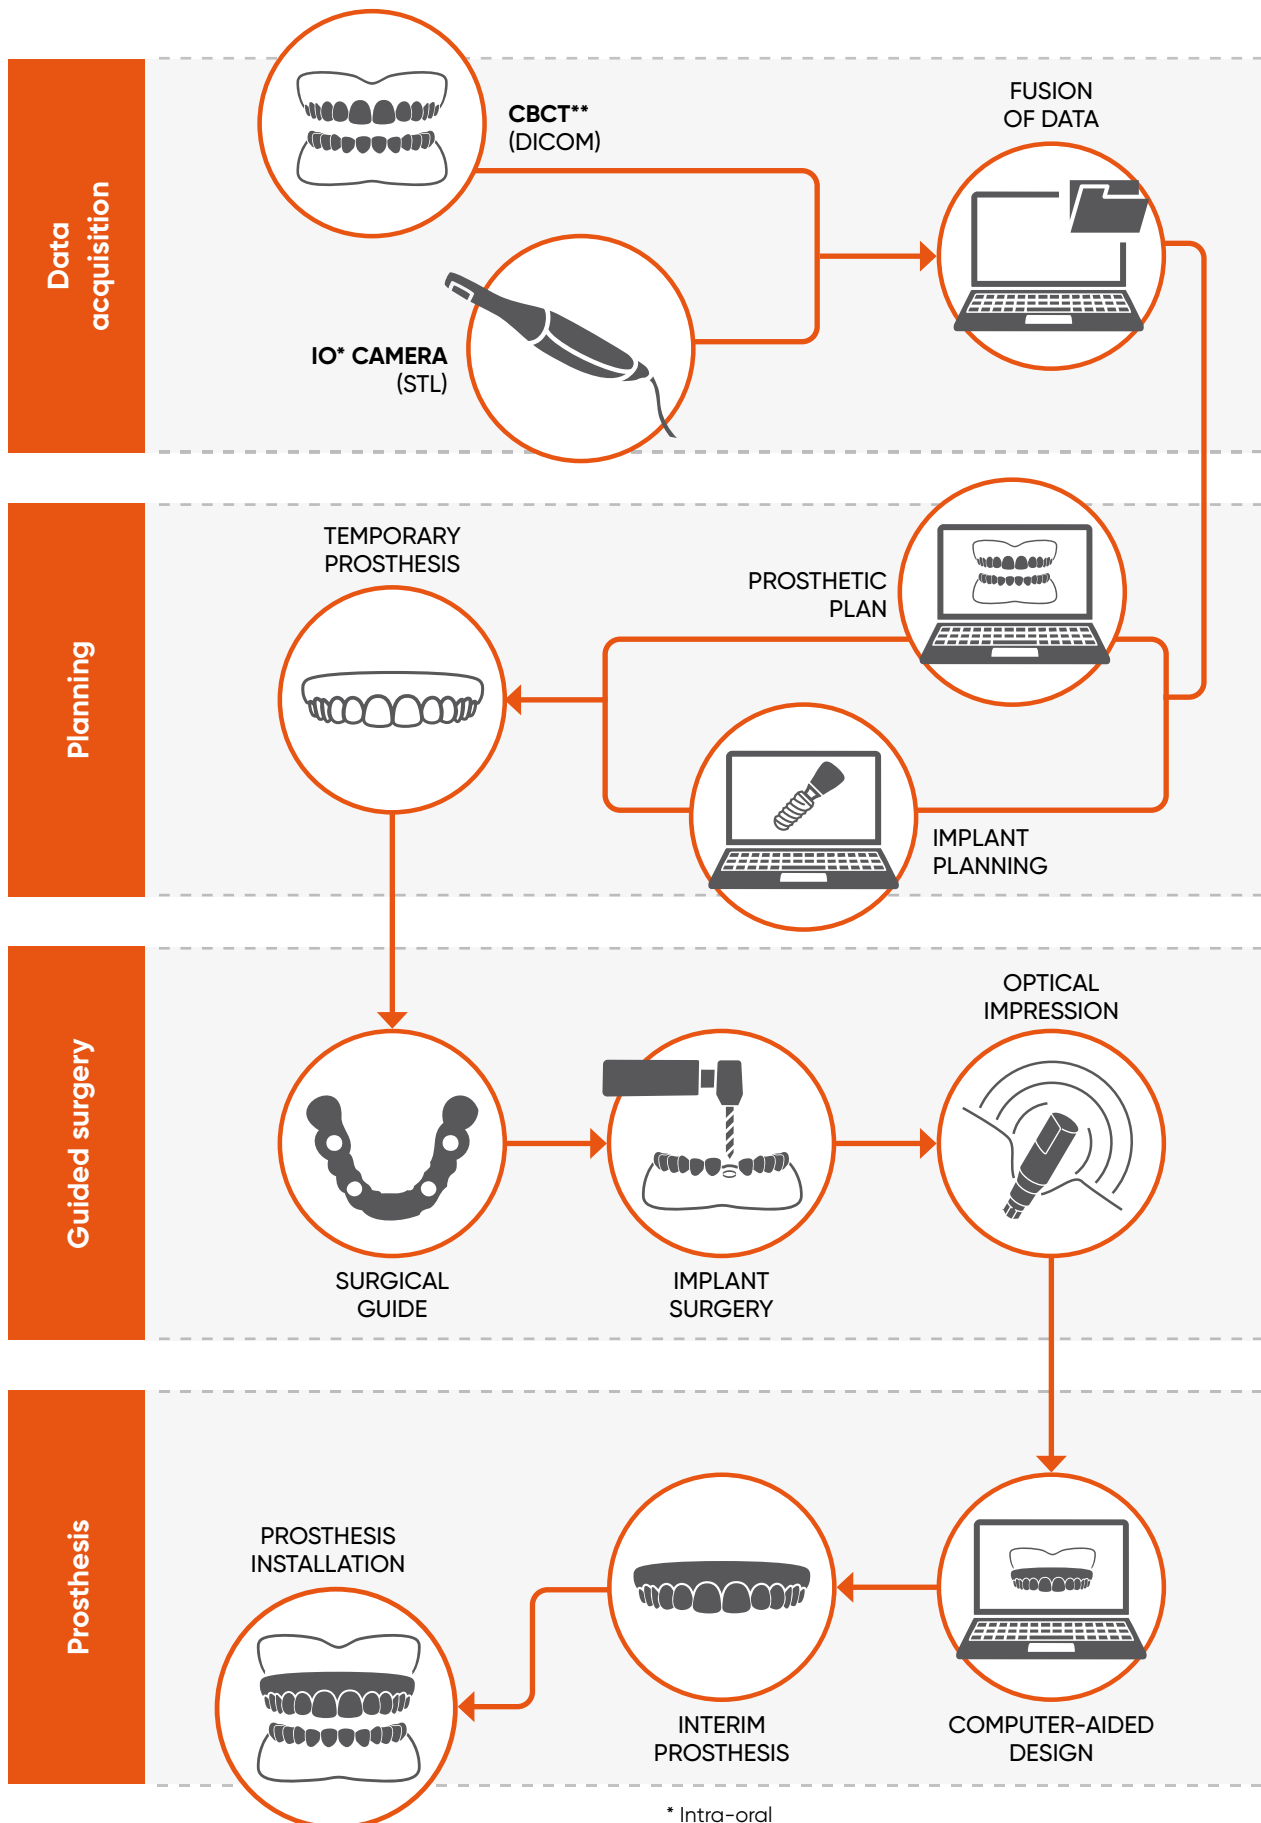 Data
acquisition
CBCT**
(DICOM)
IO* CAMERA
(STL)
FUSION
OF DATA
Planning
TEMPORARY
PROSTHESIS
PROSTHETIC
PLAN
IMPLANT
PLANNING
Guided surgery
SURGICAL
GUIDE
IMPLANT
SURGERY
OPTICAL
IMPRESSION
Prosthesis
PROSTHESIS
INSTALLATION
INTERIM
PROSTHESIS
COMPUTER-AIDED
DESIGN
* Intra-oral